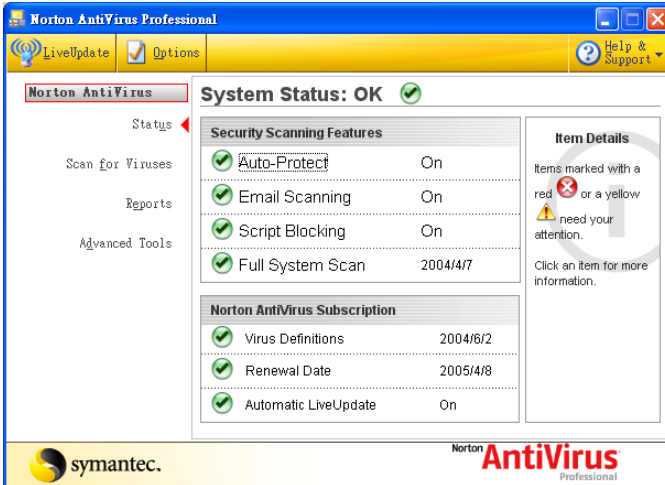 Norton AntiVirus Professional
LiveUpdate Options Help & Support
Norton AntiVirus
Status
Scan for Viruses
Reports
Advanced Tools
System Status: OK
Security Scanning Features
Auto-Protect On
Email Scanning On
Script Blocking On
Full System Scan 2004/4/7
Norton AntiVirus Subscription
Virus Definitions 2004/6/2
Renewal Date 2005/4/8
Automatic LiveUpdate On
Item Details
Items marked with a
red or a yellow
need your
attention.
Click an item for more
information.
symantec.
Norton AntiVirus
Professional